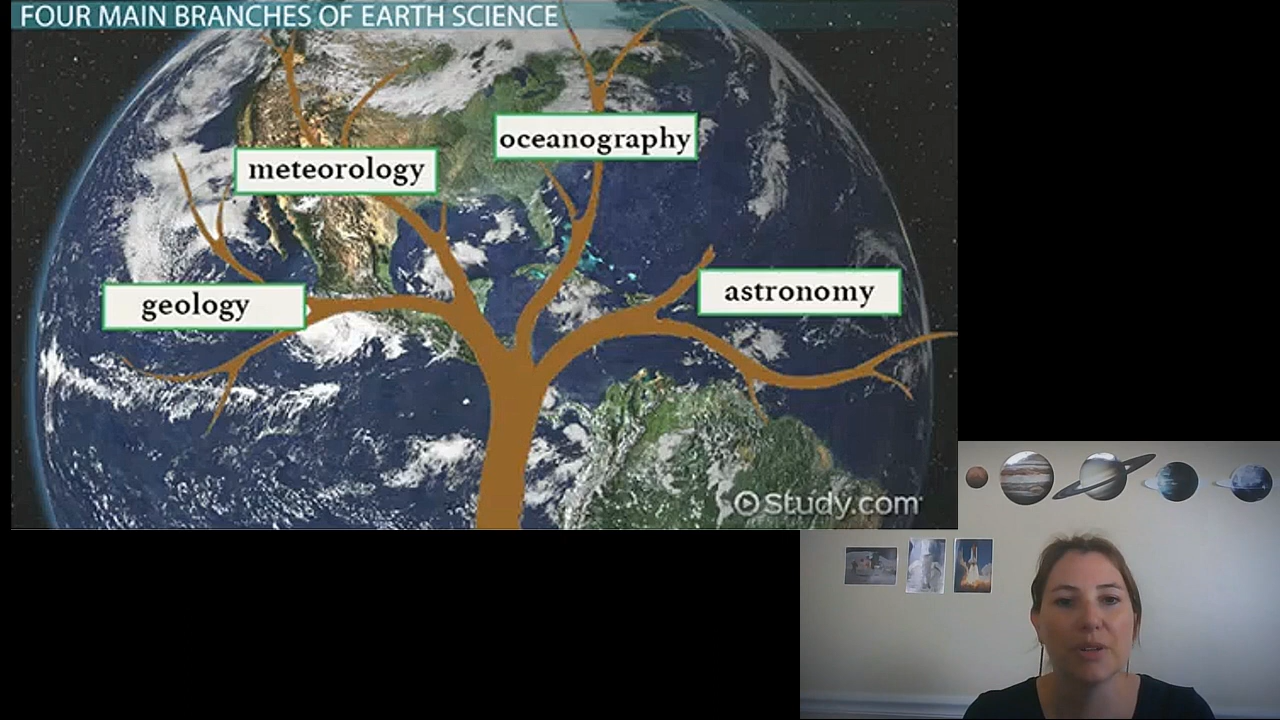 FOUR MAIN BRANCHES OF EARTH SCIENCE
oceanography
meteorology
astronomy
geology
Study.com